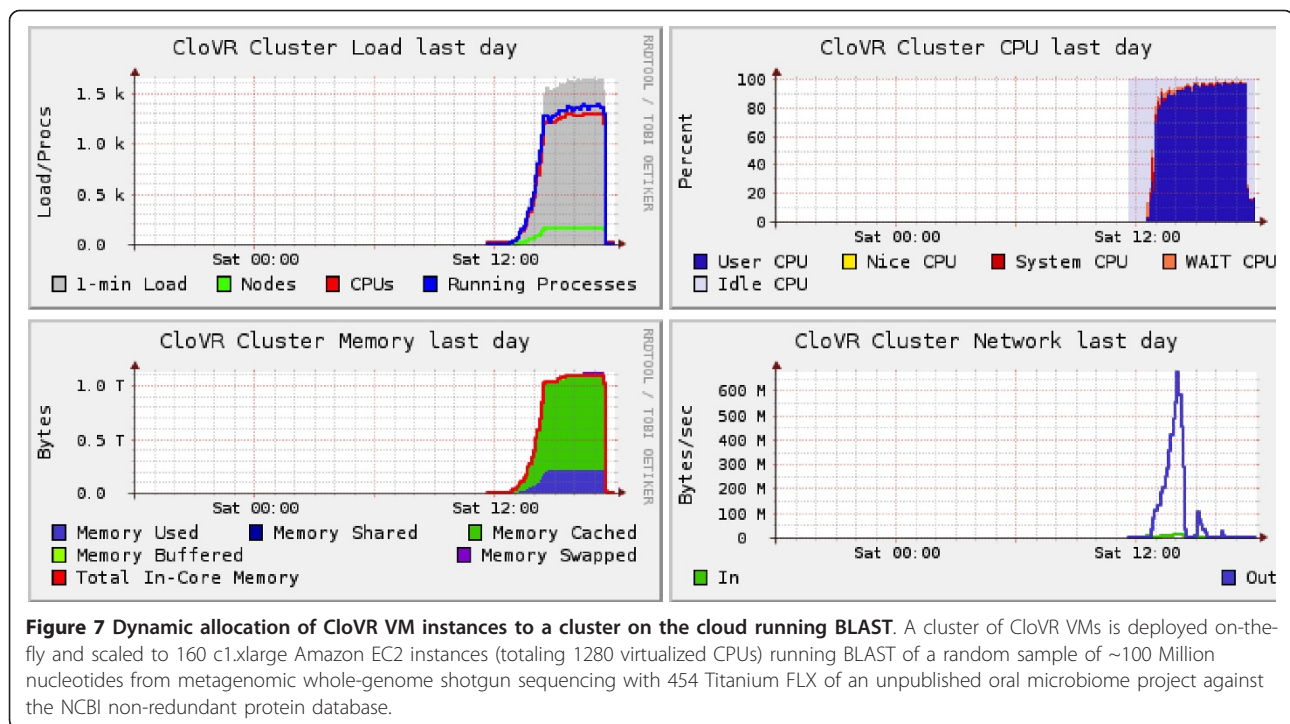 CloVR Cluster Load last day
RRDTOOL / TOBI OETIKER
Load/Procs
1.5 k
1.0 k
0.5 k
0.0
Sat 00:00 Sat 12:00
1-min Load Nodes CPUs Running Processes
CloVR Cluster CPU last day
Percent
100
80
60
40
20
0
Sat 00:00 Sat 12:00
User CPU Nice CPU System CPU WAIT CPU
Idle CPU
CloVR Cluster Memory last day
RRDTOOL / TOBI OETIKER
Bytes
1.0 T
0.5 T
0.0
Sat 00:00 Sat 12:00
Memory Used Memory Shared Memory Cached
Memory Buffered Memory Swapped
Total In-Core Memory
CloVR Cluster Network last day
Bytes/sec
600 M
500 M
400 M
300 M
200 M
100 M
0
Sat 00:00 Sat 12:00
In Out
Figure 7 Dynamic allocation of CloVR VM instances to a cluster on the cloud running BLAST. A cluster of CloVR VMs is deployed on-the-
fly and scaled to 160 c1.xlarge Amazon EC2 instances (totaling 1280 virtualized CPUs) running BLAST of a random sample of ~100 Million
nucleotides from metagenomic whole-genome shotgun sequencing with 454 Titanium FLX of an unpublished oral microbiome project against
the NCBI non-redundant protein database.